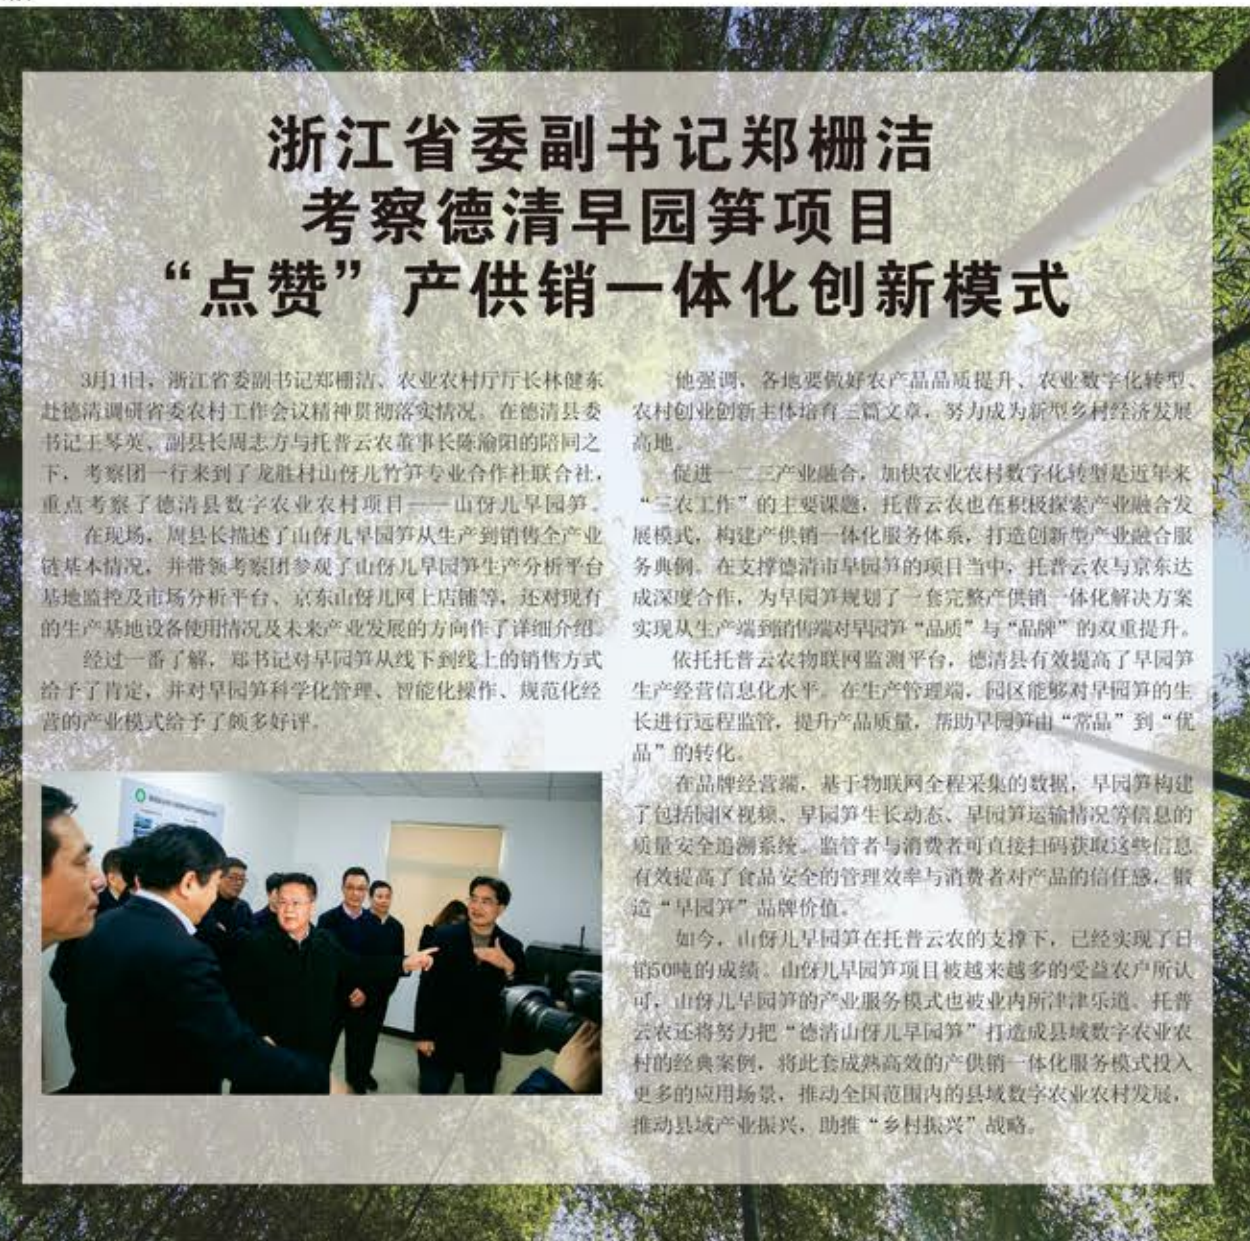 浙江省委副书记郑栅洁
考察德清早园笋项目
“点赞”产供销一体化创新模式
3月11日，浙江省委副书记郑栅洁、农业农村厅厅长林健东
赴德清调研省委农村工作会议精神贯彻落实情况。在德清县委
书记王琴英、副县长周志方与托普云农董事长陈渝阳的陪同之
下，考察团一行来到了龙胜村山伢儿竹笋专业合作社联合社，
重点考察了德清县数字农业农村项目——山伢儿早园笋。
在现场，周县长描述了山伢儿早园笋从生产到销售全产业
链基本情况，并带领考察团参观了山伢儿早园笋生产分析平台
基地监控及市场分析平台、京东山伢儿网上店铺等，还对现有
的生产基地设备使用情况及未来产业发展的方向作了详细介绍。
经过一番了解，郑书记对早园笋从线下到线上的销售方式
给予了肯定，并对早园笋科学化管理、智能化操作、规范化经
营的产业模式给予了颇多好评。
他强调，各地要做好农产品品质提升、农业数字化转型、
农村创业创新主体培育三篇文章，努力成为新型乡村经济发展
高地。
促进一二三产业融合，加快农业农村数字化转型是近年来
“三农工作”的主要课题，托普云农也在积极探索产业融合发
展模式，构建产供销一体化服务体系，打造创新型产业融合服
务典例。在支撑德清市早园笋的项目当中，托普云农与京东达
成深度合作，为早园笋规划了一套完整产供销一体化解决方案
实现从生产端到销售端对早园笋“品质”与“品牌”的双重提升。
依托托普云农物联网监测平台，德清县有效提高了早园笋
生产经营信息化水平。在生产管理端，园区能够对早园笋的生
长进行远程监管，提升产品质量，帮助早园笋由“常品”到“优
品”的转化。
在品牌经营端，基于物联网全程采集的数据，早园笋构建
了包括园区视频、早园笋生长动态、早园笋运输情况等信息的
质量安全追溯系统。监管者与消费者可直接扫码获取这些信息
有效提高了食品安全的管理效率与消费者对产品的信任感，锻
造“早园笋”品牌价值。
如今，山伢儿早园笋在托普云农的支撑下，已经实现了日
销50吨的成绩。山伢儿早园笋项目被越来越多的受益农户所认
可，山伢儿早园笋的产业服务模式也被业内所津津乐道。托普
云农还将努力把“德清山伢儿早园笋”打造成县域数字农业农
村的经典案例，将此套成熟高效的产供销一体化服务模式投入
更多的应用场景，推动全国范围内的县域数字农业农村发展，
推动县域产业振兴，助推“乡村振兴”战略。